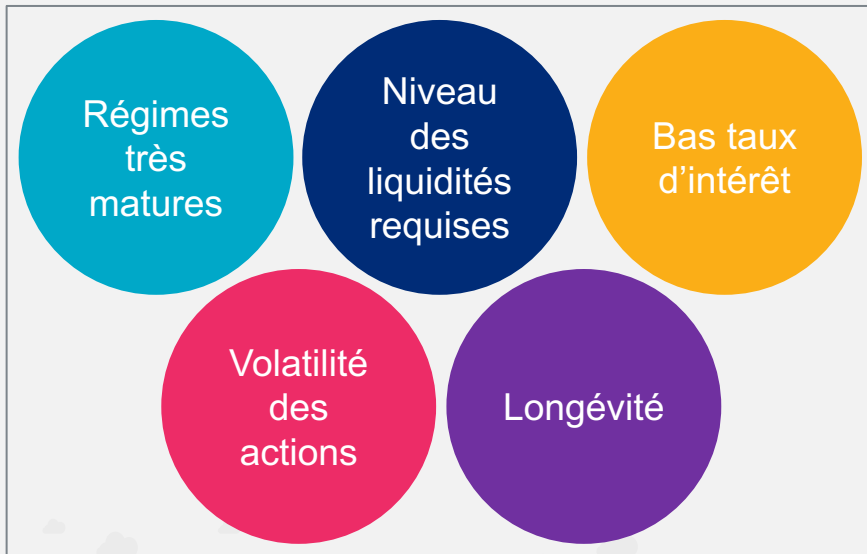 Régimes
très
matures
Niveau
des
liquidités
requises
Bas taux
d’intérêt
Volatilité
des
actions
Longévité